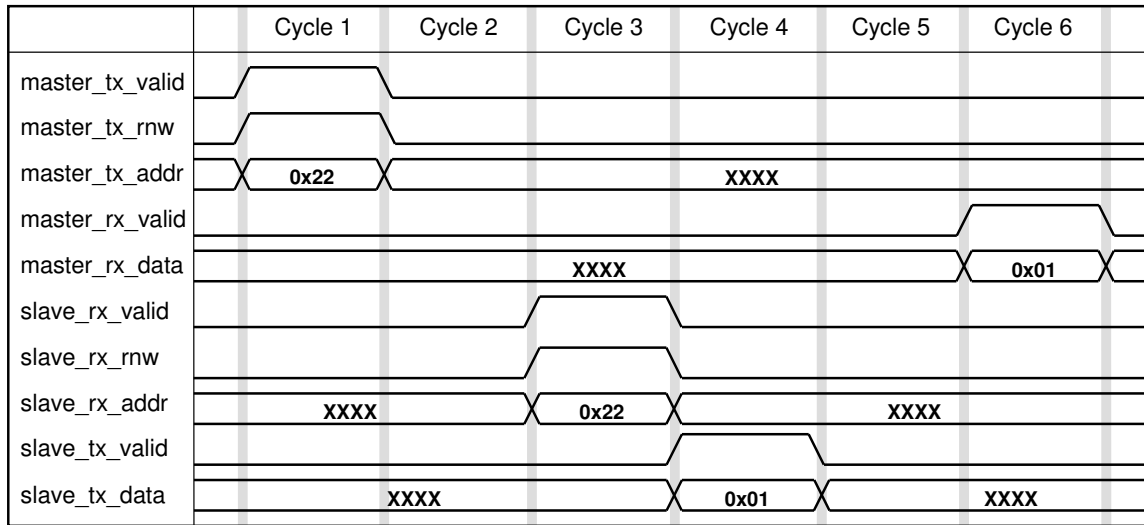 Cycle 1 Cycle 2 Cycle 3 Cycle 4 Cycle 5 Cycle 6
master_tx_valid
master_tx_rnw
master_tx_addr 0x22 XXXX
master_rx_valid
master_rx_data XXXX 0x01
slave_rx_valid
slave_rx_rnw
slave_rx_addr XXXX 0x22 XXXX
slave_tx_valid
slave_tx_data XXXX 0x01 XXXX